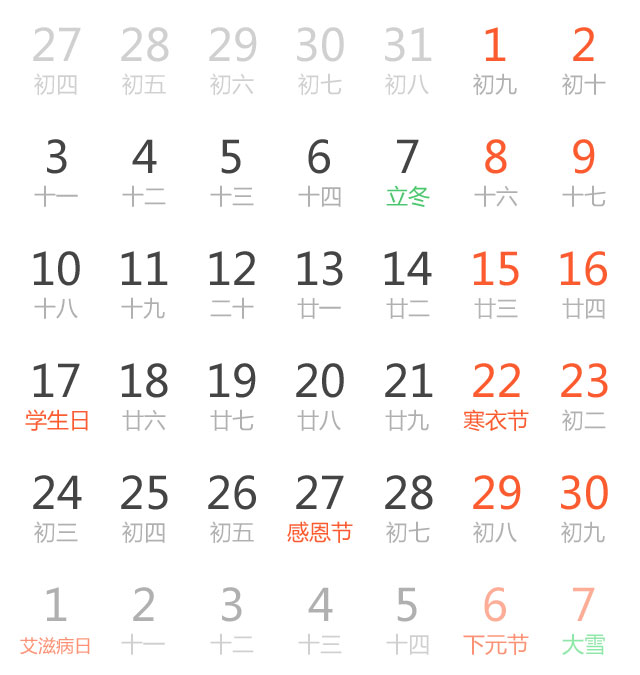 27 28 29 30 31 1 2
初四 初五 初六 初七 初八 初九 初十
3 4 5 6 7 8 9
十一 十二 十三 十四 立冬 十六 十七
10 11 12 13 14 15 16
十八 十九 二十 廿一 廿二 廿三 廿四
17 18 19 20 21 22 23
学生日 廿六 廿七 廿八 廿九 寒衣节 初二
24 25 26 27 28 29 30
初三 初四 初五 感恩节 初七 初八 初九
1 2 3 4 5 6 7
艾滋病日 十一 十二 十三 十四 下元节 大雪